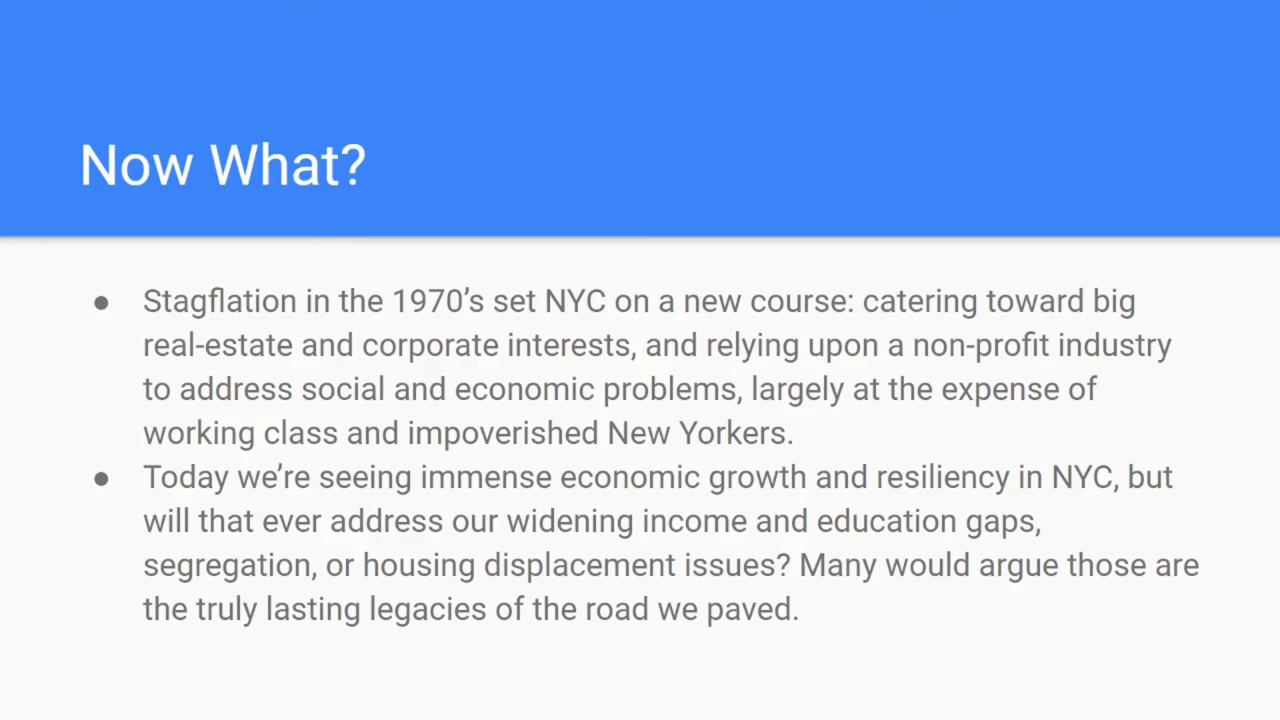 Now What?
● Stagflation in the 1970’s set NYC on a new course: catering toward big
real-estate and corporate interests, and relying upon a non-profit industry
to address social and economic problems, largely at the expense of
working class and impoverished New Yorkers.
● Today we’re seeing immense economic growth and resiliency in NYC, but
will that ever address our widening income and education gaps,
segregation, or housing displacement issues? Many would argue those are
the truly lasting legacies of the road we paved.